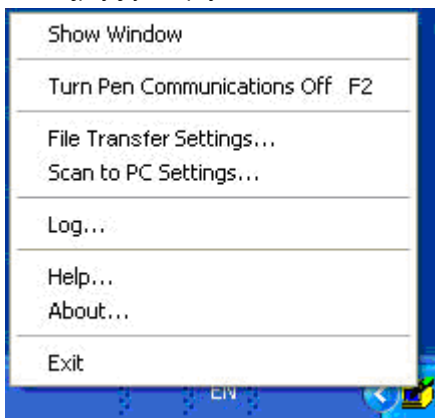 Show Window
Turn Pen Communications Off F2
File Transfer Settings...
Scan to PC Settings...
Log...
Help...
About...
Exit
EN